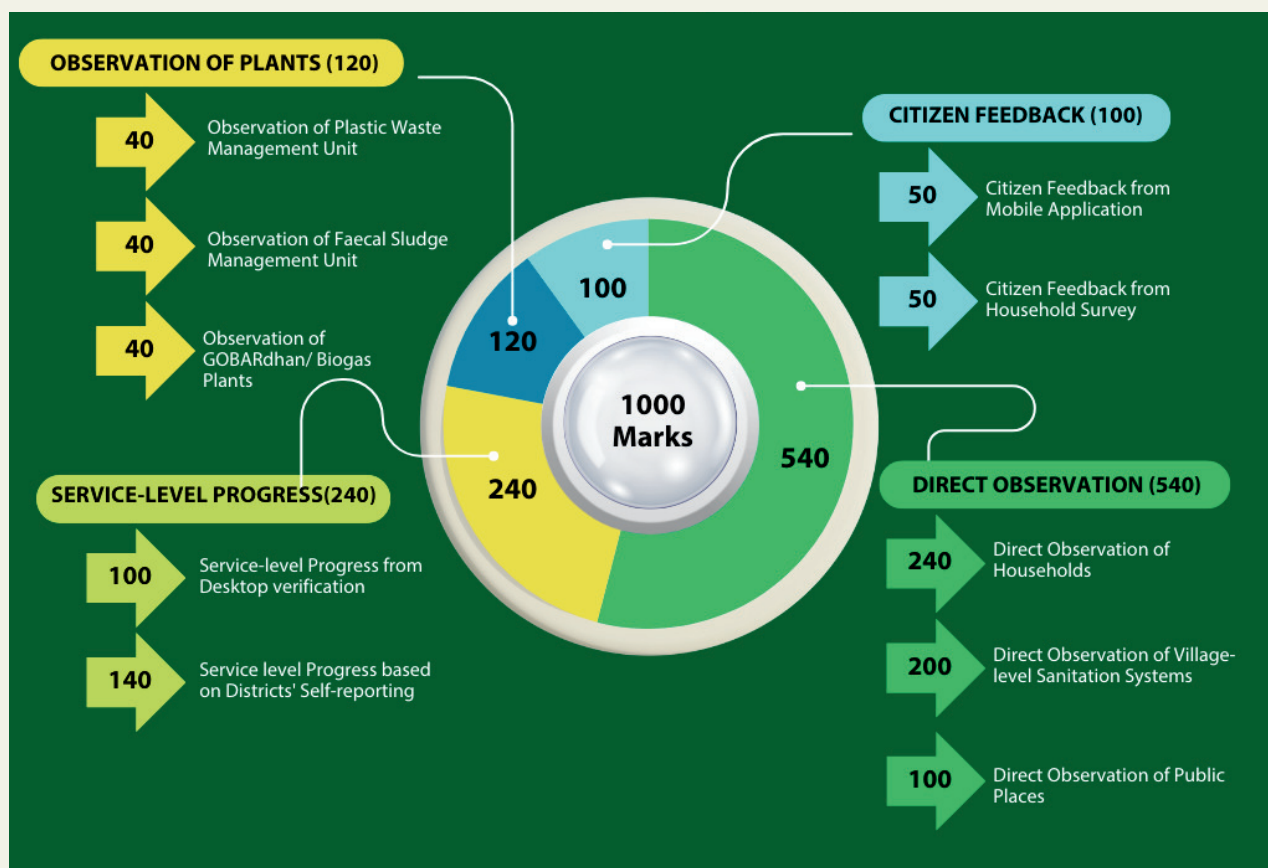 OBSERVATION OF PLANTS (120)
40
Observation of Plastic Waste
Management Unit
40
Observation of Faecal Sludge
Management Unit
40
Observation of
GOBARdhan/ Biogas
Plants
SERVICE-LEVEL PROGRESS(240)
100
Service-level Progress from
Desktop verification
140
Service level Progress based
on Districts' Self-reporting
100
120
240
540
1000
Marks
CITIZEN FEEDBACK (100)
50
Citizen Feedback from
Mobile Application
50
Citizen Feedback from
Household Survey
DIRECT OBSERVATION (540)
240
Direct Observation of
Households
200
Direct Observation of Village-
level Sanitation Systems
100
Direct Observation of Public
Places